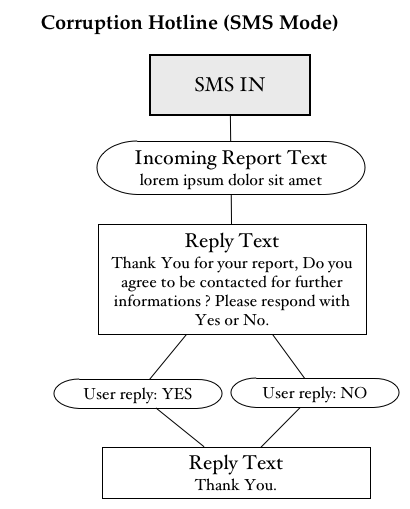 Corruption Hotline (SMS Mode)
SMS IN
Incoming Report Text
lorem ipsum dolor sit amet
Reply Text
Thank You for your report, Do you
agree to be contacted for further
informations ? Please respond with
Yes or No.
User reply: YES
User reply: NO
Reply Text
Thank You.